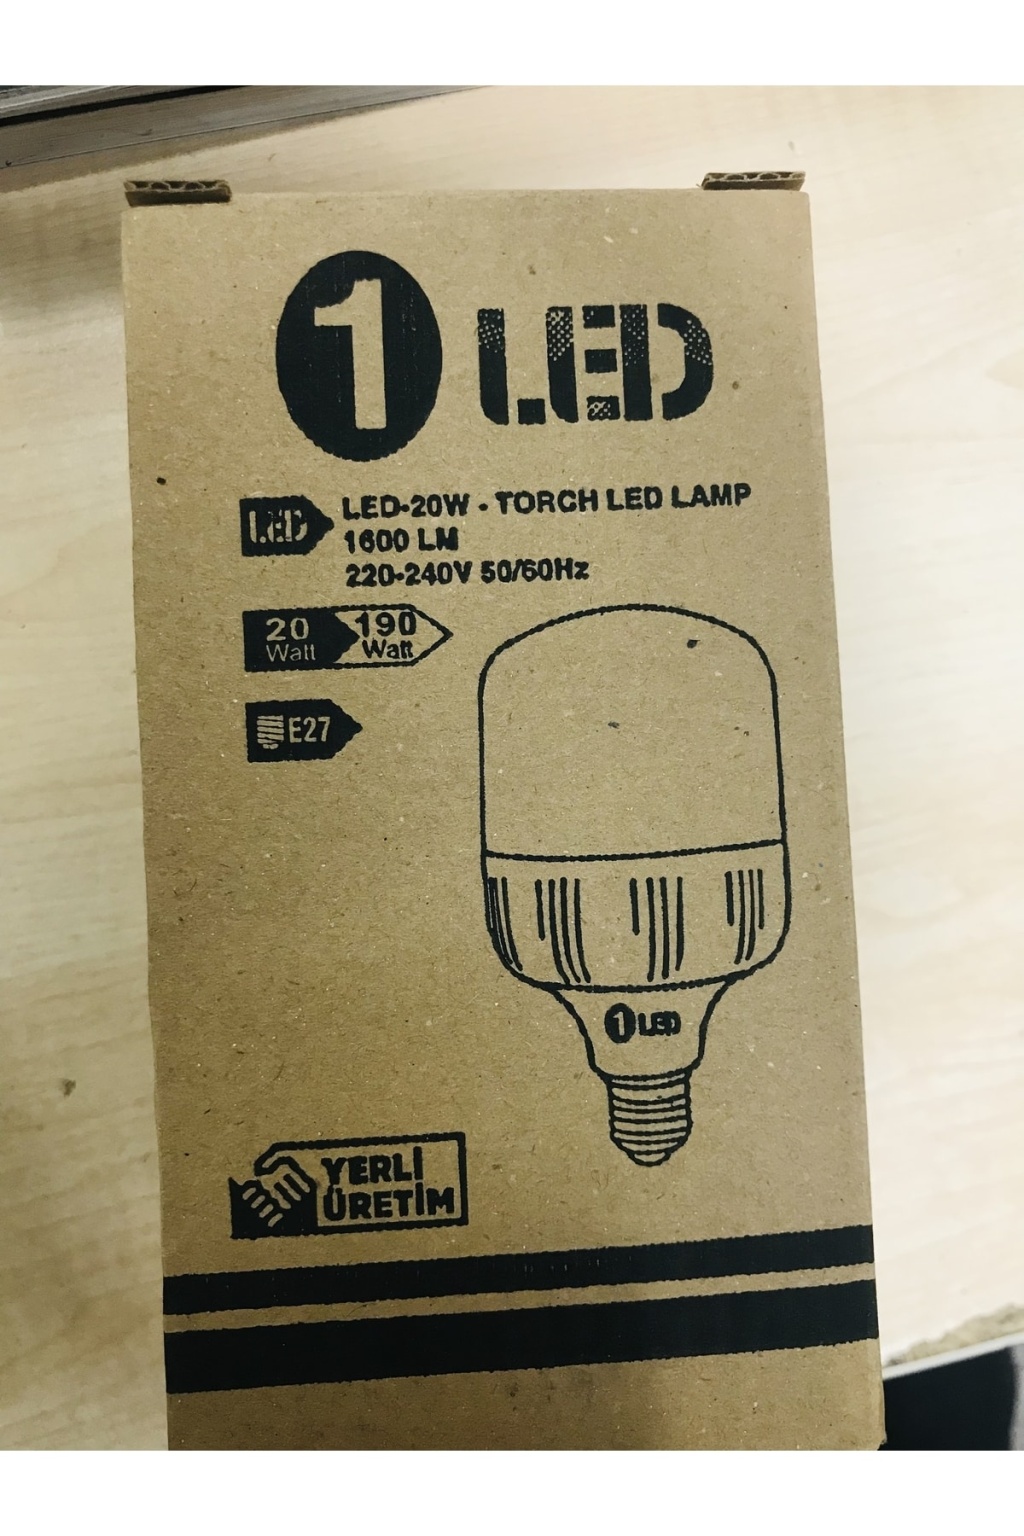 1 LED
LED LED-20W - TORCH LED LAMP
1600 LM
220-240V 50/60Hz
20 Watt 190 Watt
E27
1 LED
YERLİ
ÜRETİM